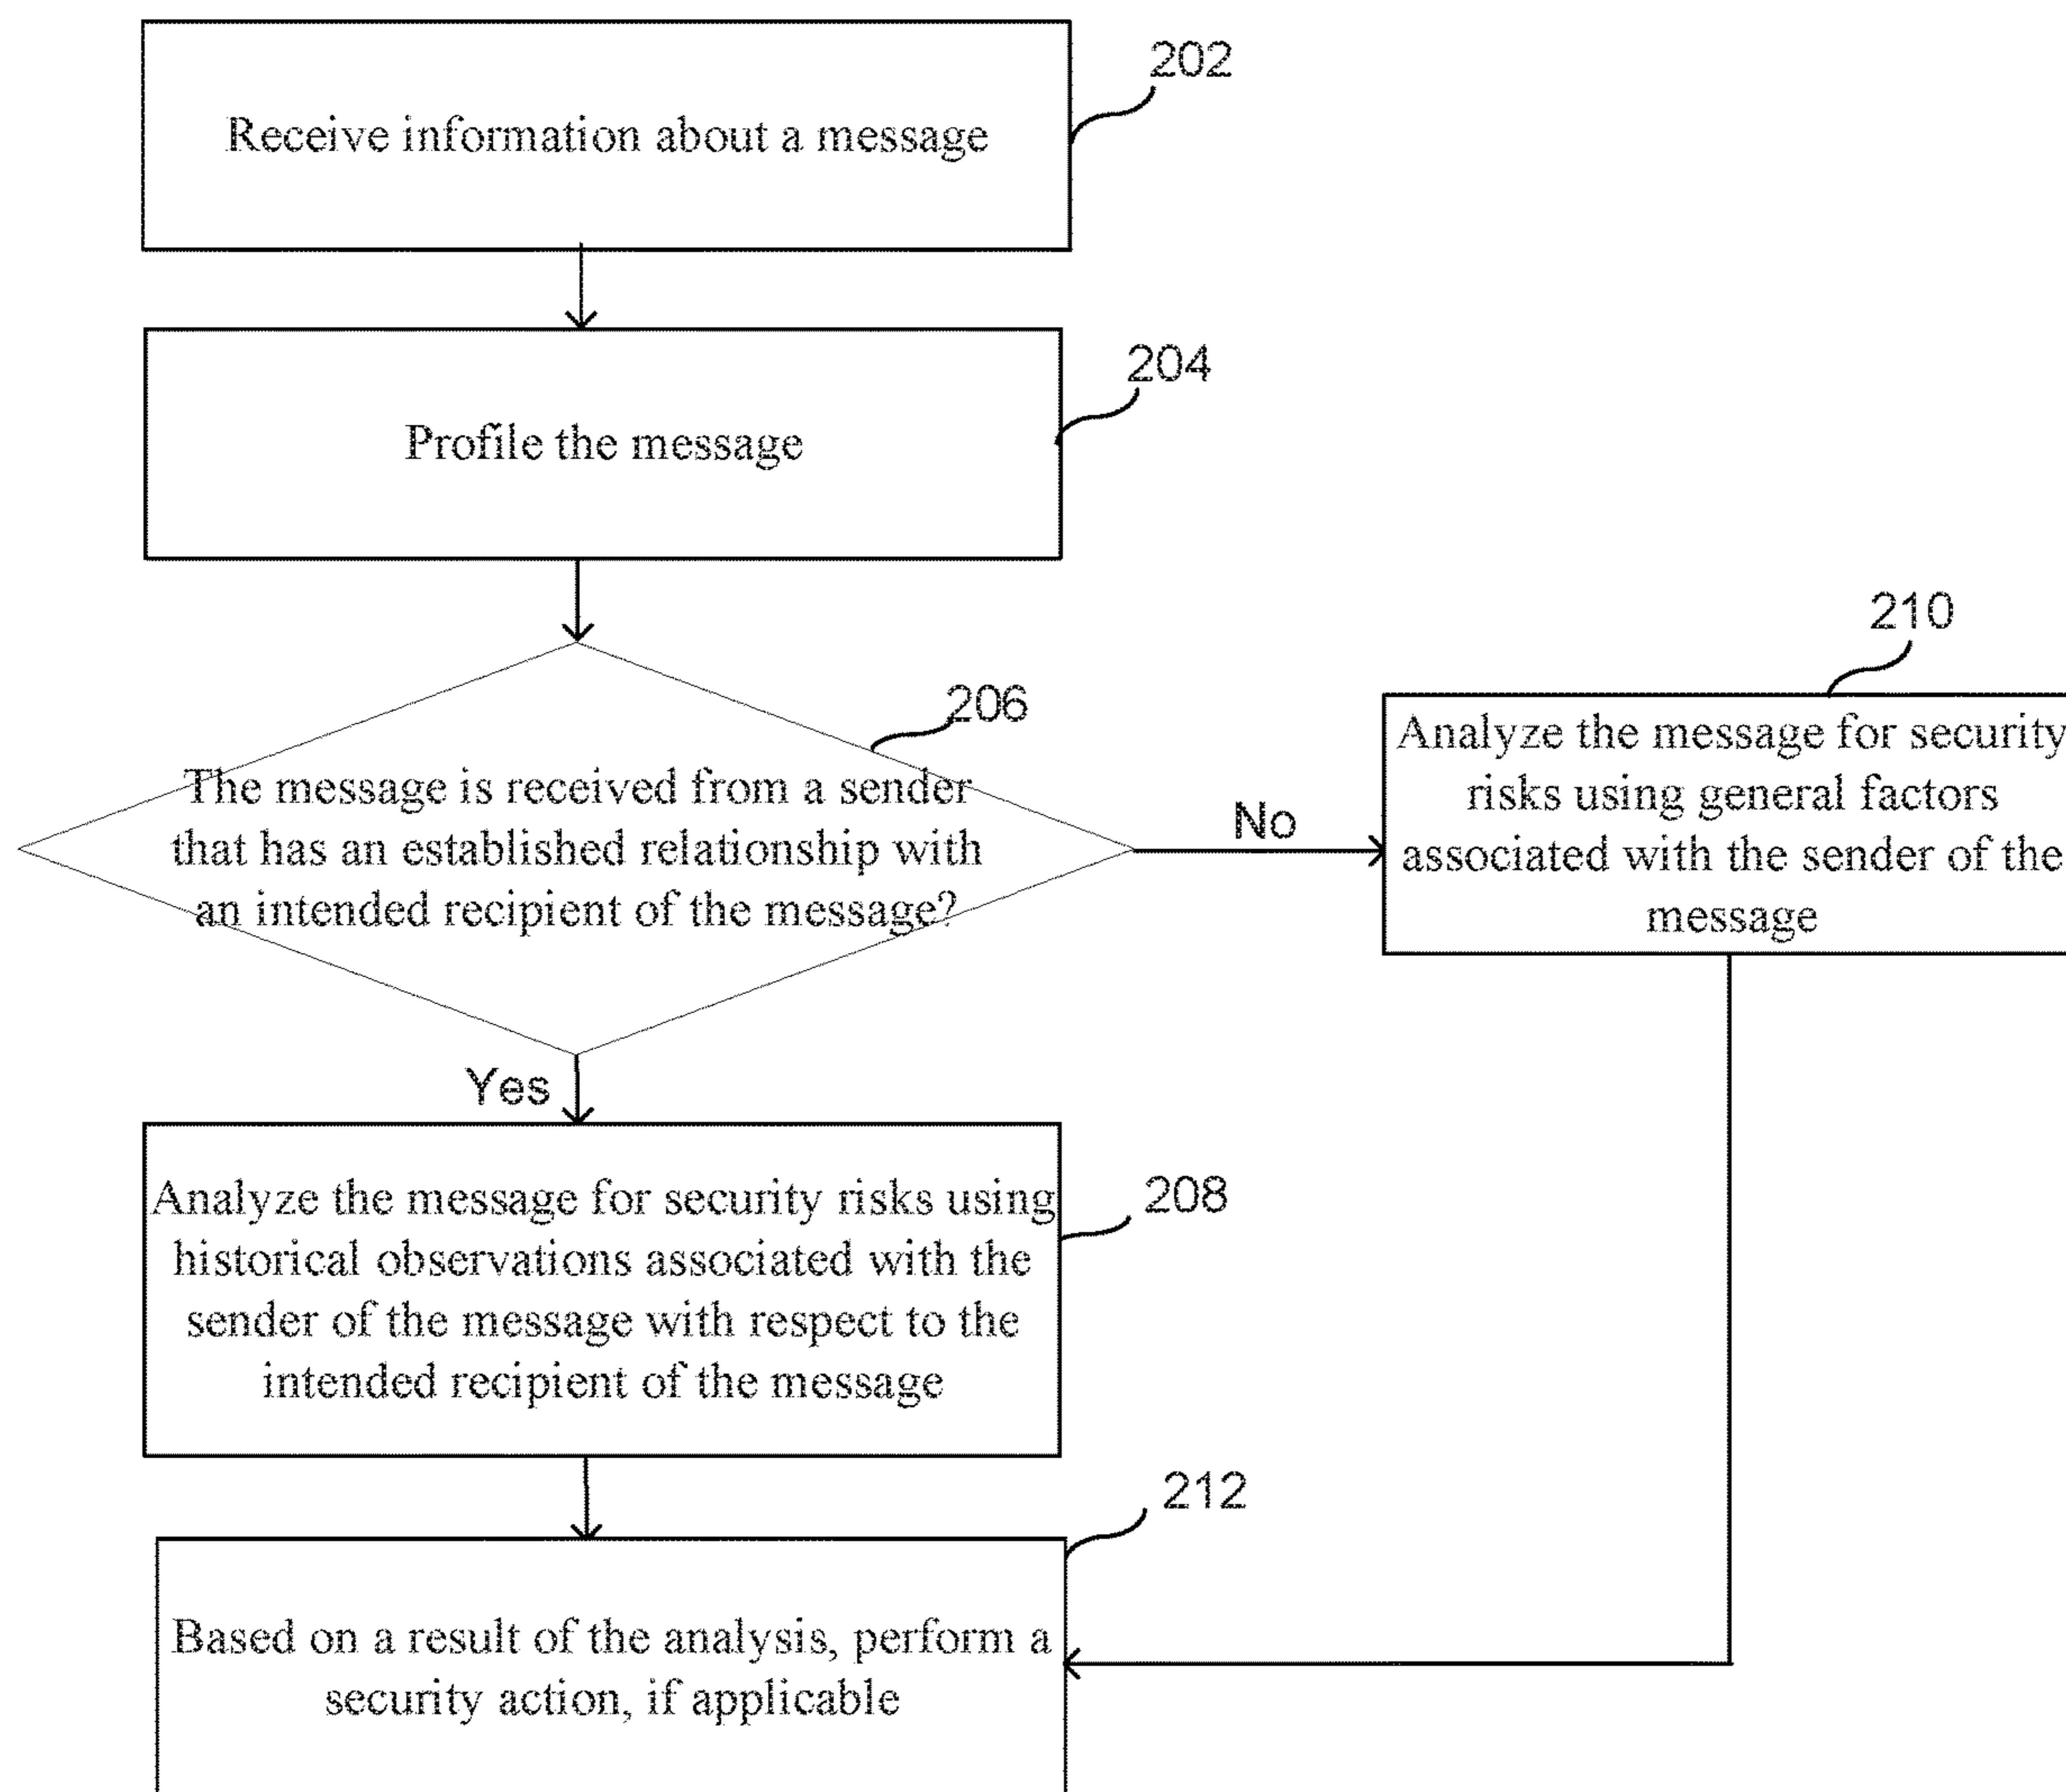 202
Receive information about a message
204
Profile the message
206
The message is received from a sender
that has an established relationship with
an intended recipient of the message?
No
210
Analyze the message for security
risks using general factors
associated with the sender of the
message
Yes
208
Analyze the message for security risks using
historical observations associated with the
sender of the message with respect to the
intended recipient of the message
212
Based on a result of the analysis, perform a
security action, if applicable